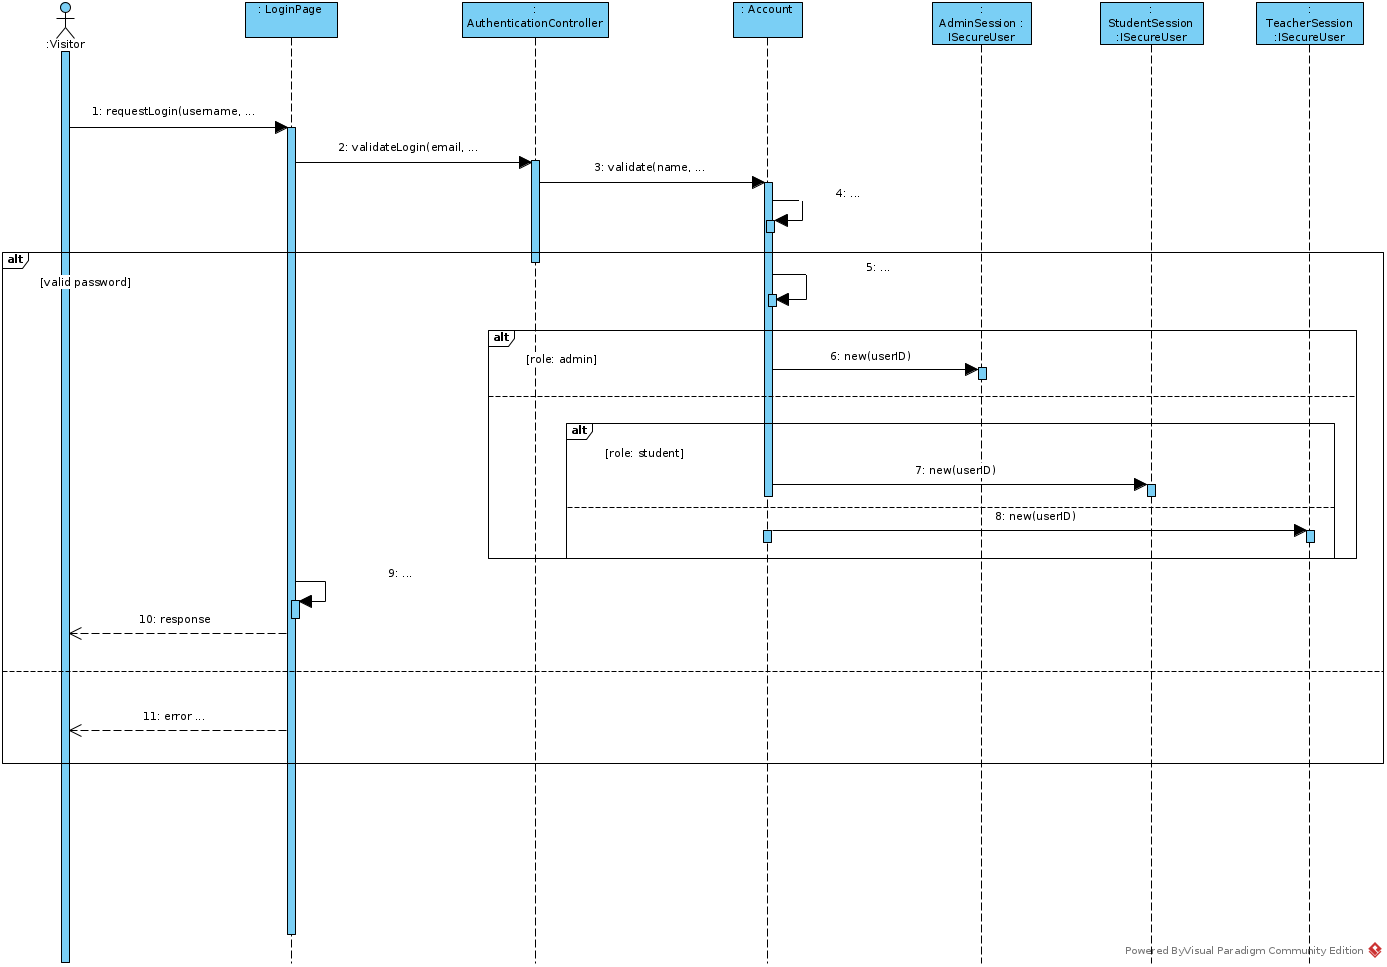 : LoginPage
:
AuthenticationController
: Account
:
AdminSession :
ISecureUser
:
StudentSession
:ISecureUser
:
TeacherSession
:ISecureUser
:Visitor
1: requestLogin(username, ...
2: validateLogin(email, ...
3: validate(name, ...
4: ...
alt
[valid password]
5: ...
alt
[role: admin]
6: new(userID)
alt
[role: student]
7: new(userID)
8: new(userID)
9: ...
10: response
11: error ...
Powered ByVisual Paradigm Community Edition